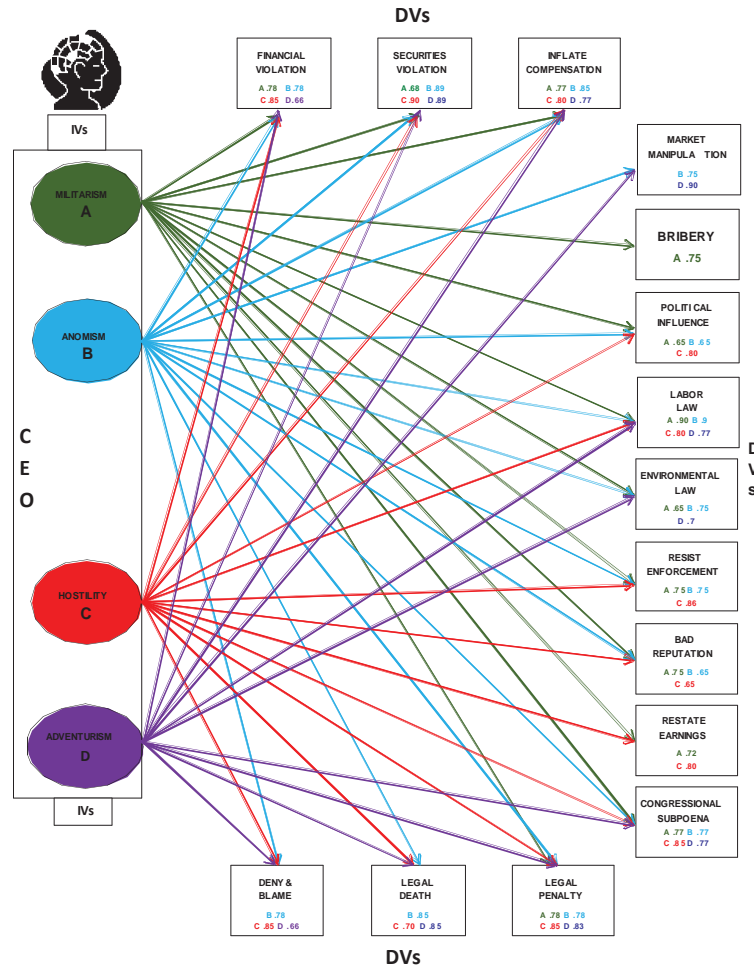 DVs
FINANCIAL
VIOLATION
A .78 B .78
C .85 D .66
SECURITIES
VIOLATION
A .68 B .89
C .90 D .89
INFLATE
COMPENSATION
A .77 B .85
C .80 D .77
IVs
MILITARISM
A
ANOMISM
B
C
E
O
HOSTILITY
C
ADVENTURISM
D
IVs
MARKET
MANIPULA TION
B .75
D .90
BRIBERY
A .75
POLITICAL
INFLUENCE
A .65 B .65
C .80
LABOR
LAW
A .90 B .9
C .80 D .77
ENVIRONMENTAL
LAW
A .65 B .75
D .7
D
V
s
RESIST
ENFORCEMENT
A .75 B .75
C .86
BAD
REPUTATION
A .75 B .65
C .65
RESTATE
EARNINGS
A .72
C .80
CONGRESSIONAL
SUBPOENA
A .77 B .77
C .85 D .77
DENY &
BLAME
B .78
C .85 D .66
LEGAL
DEATH
B .85
C .70 D .85
LEGAL
PENALTY
A .78 B .78
C .85 D .83
DVs